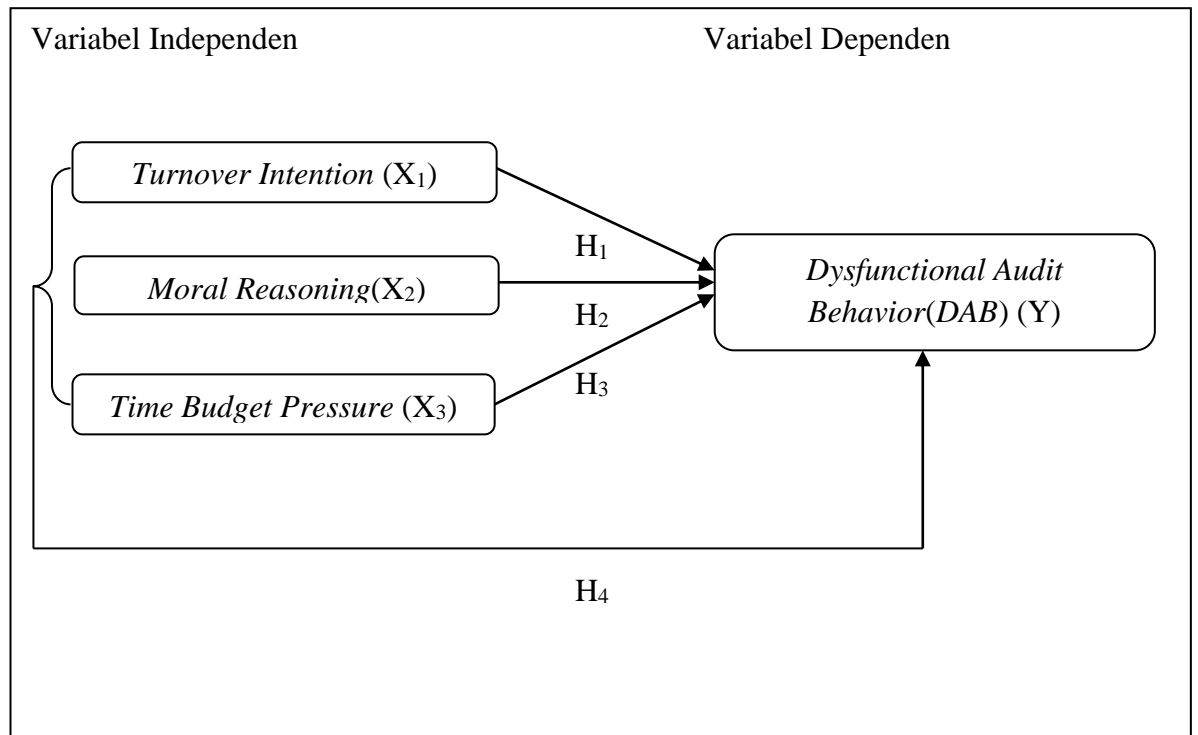 Variabel Independen
Variabel Dependen
Turnover Intention (X1)
H1
Dysfunctional Audit
Behavior(DAB) (Y)
Moral Reasoning(X2)
H2
H3
Time Budget Pressure (X3)
H4